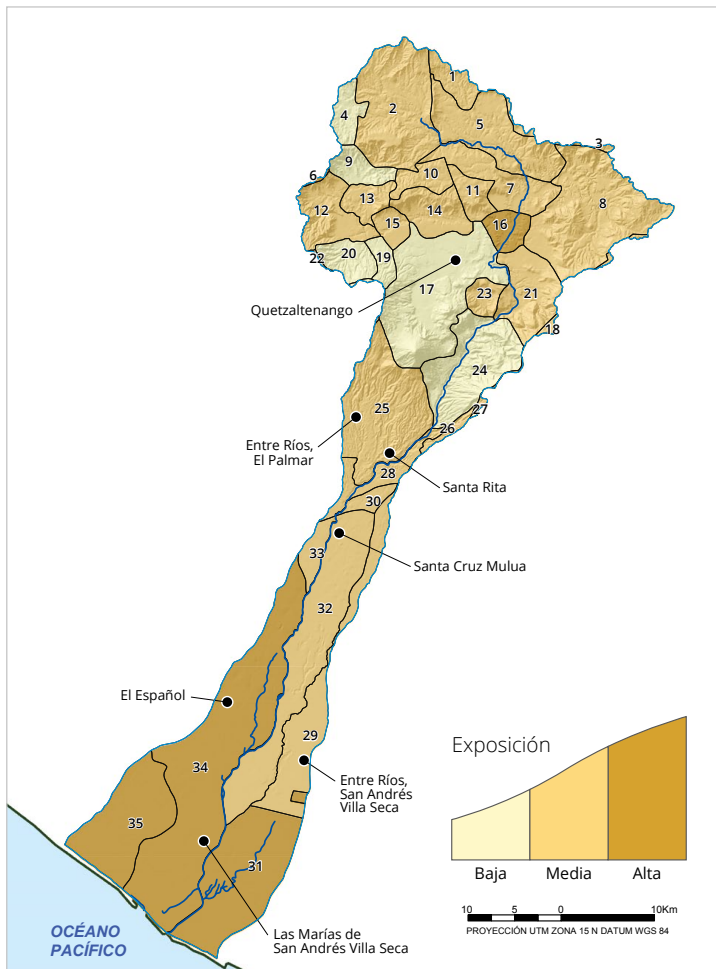 1
2
3
4
5
6
7
8
9
10
11
12
13
14
15
16
17
18
19
20
21
22
23
24
25
26
27
28
29
30
31
32
33
34
35
Quetzaltenango
Entre Ríos,
El Palmar
Santa Rita
Santa Cruz Mulua
El Español
Entre Ríos,
San Andrés
Villa Seca
Las Marías de
San Andrés Villa Seca
OCÉANO
PACÍFICO
Exposición
Baja Media Alta
10 5 0 10Km
PROYECCIÓN UTM ZONA 15 N DATUM WGS 84